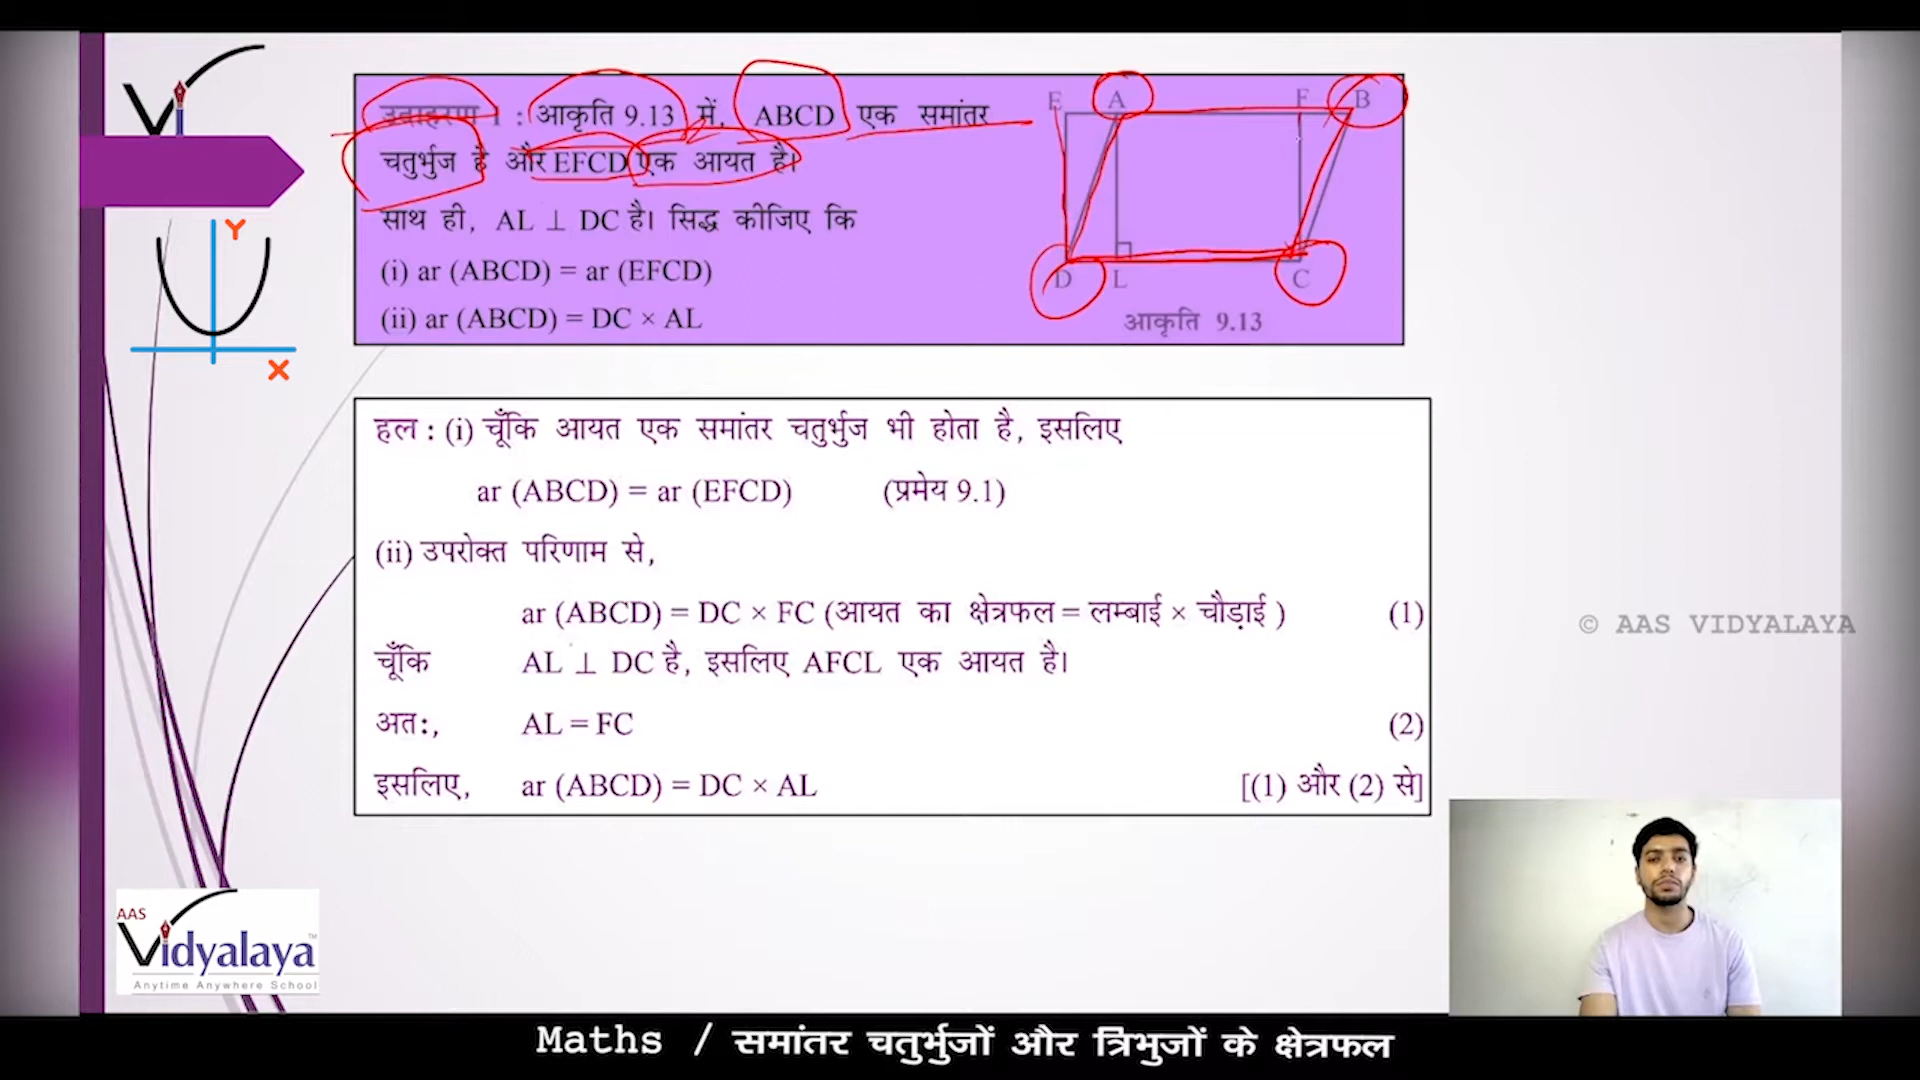 उदाहरण 1 : आकृति 9.13 में, ABCD एक समांतर
चतुर्भुज है और EFCD एक आयत है।
साथ ही, AL ⊥ DC है। सिद्ध कीजिए कि
(i) ar (ABCD) = ar (EFCD)
(ii) ar (ABCD) = DC × AL
E A F B
D L C
आकृति 9.13
Y
X
हल : (i) चूँकि आयत एक समांतर चतुर्भुज भी होता है, इसलिए
ar (ABCD) = ar (EFCD) (प्रमेय 9.1)
(ii) उपरोक्त परिणाम से,
ar (ABCD) = DC × FC (आयत का क्षेत्रफल = लम्बाई × चौड़ाई ) (1)
चूँकि AL ⊥ DC है, इसलिए AFCL एक आयत है।
अतः, AL = FC (2)
इसलिए, ar (ABCD) = DC × AL [(1) और (2) से]
© AAS VIDYALAYA
AAS
Vidyalaya™
Anytime Anywhere School
Maths / समांतर चतुर्भुजों और त्रिभुजों के क्षेत्रफल